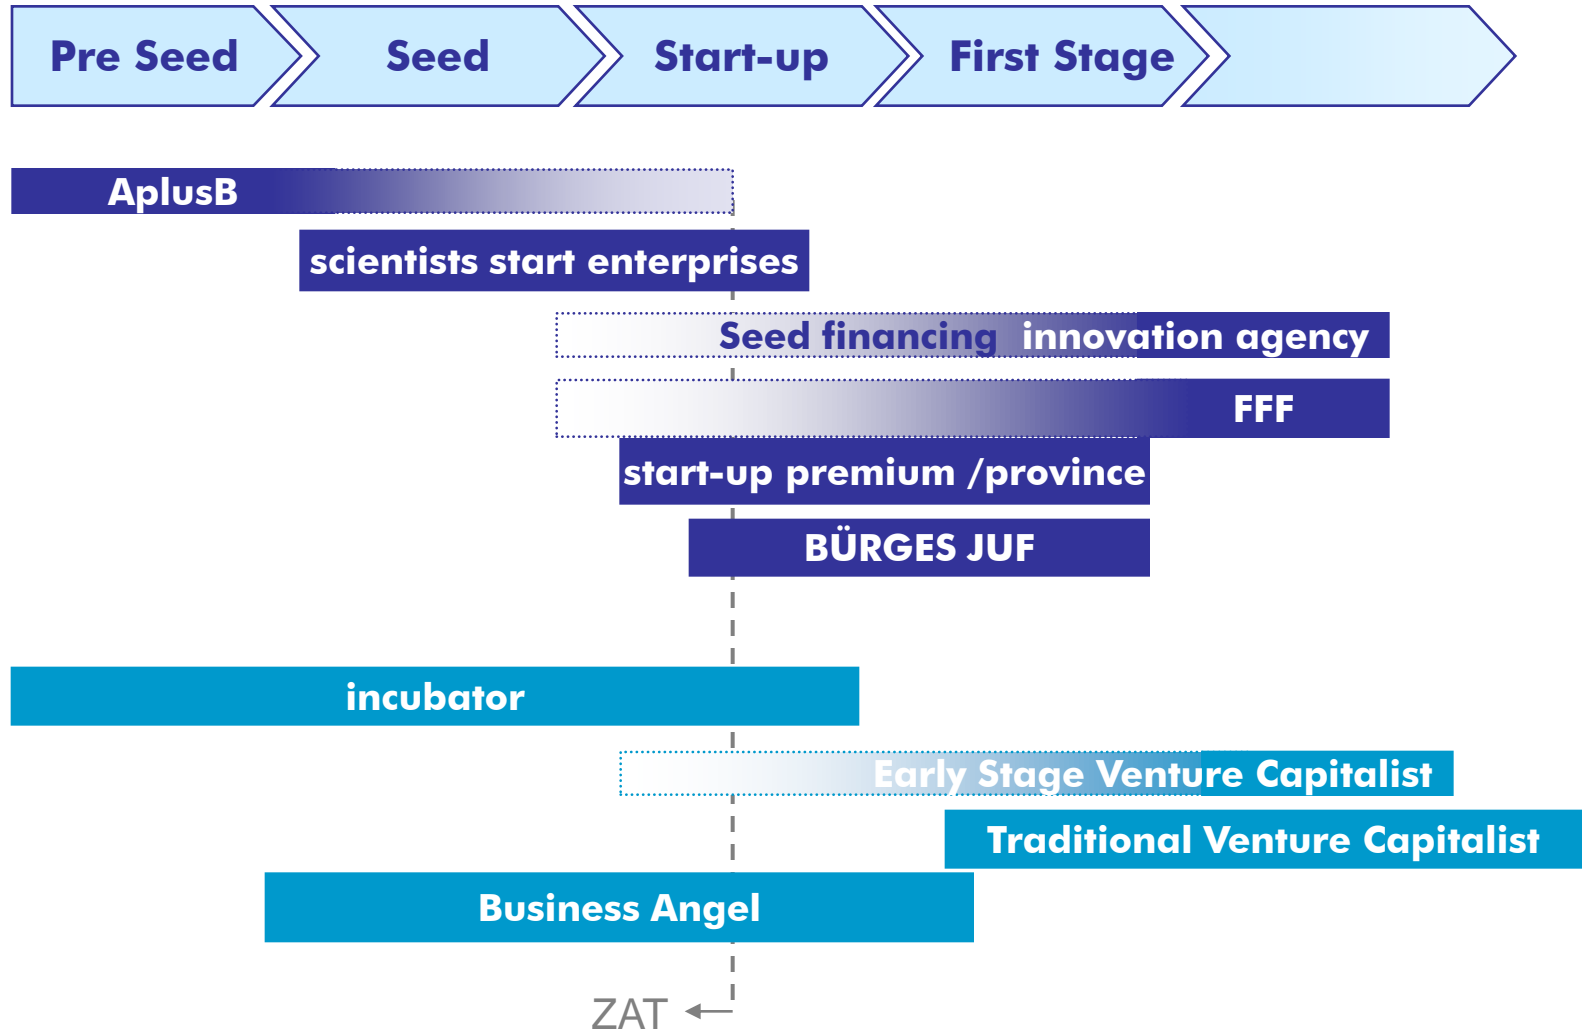 Pre Seed
Seed
Start-up
First Stage
AplusB
scientists start enterprises
Seed financing innovation agency
FFF
start-up premium /province
BÜRGES JUF
incubator
Early Stage Venture Capitalist
Traditional Venture Capitalist
Business Angel
ZAT